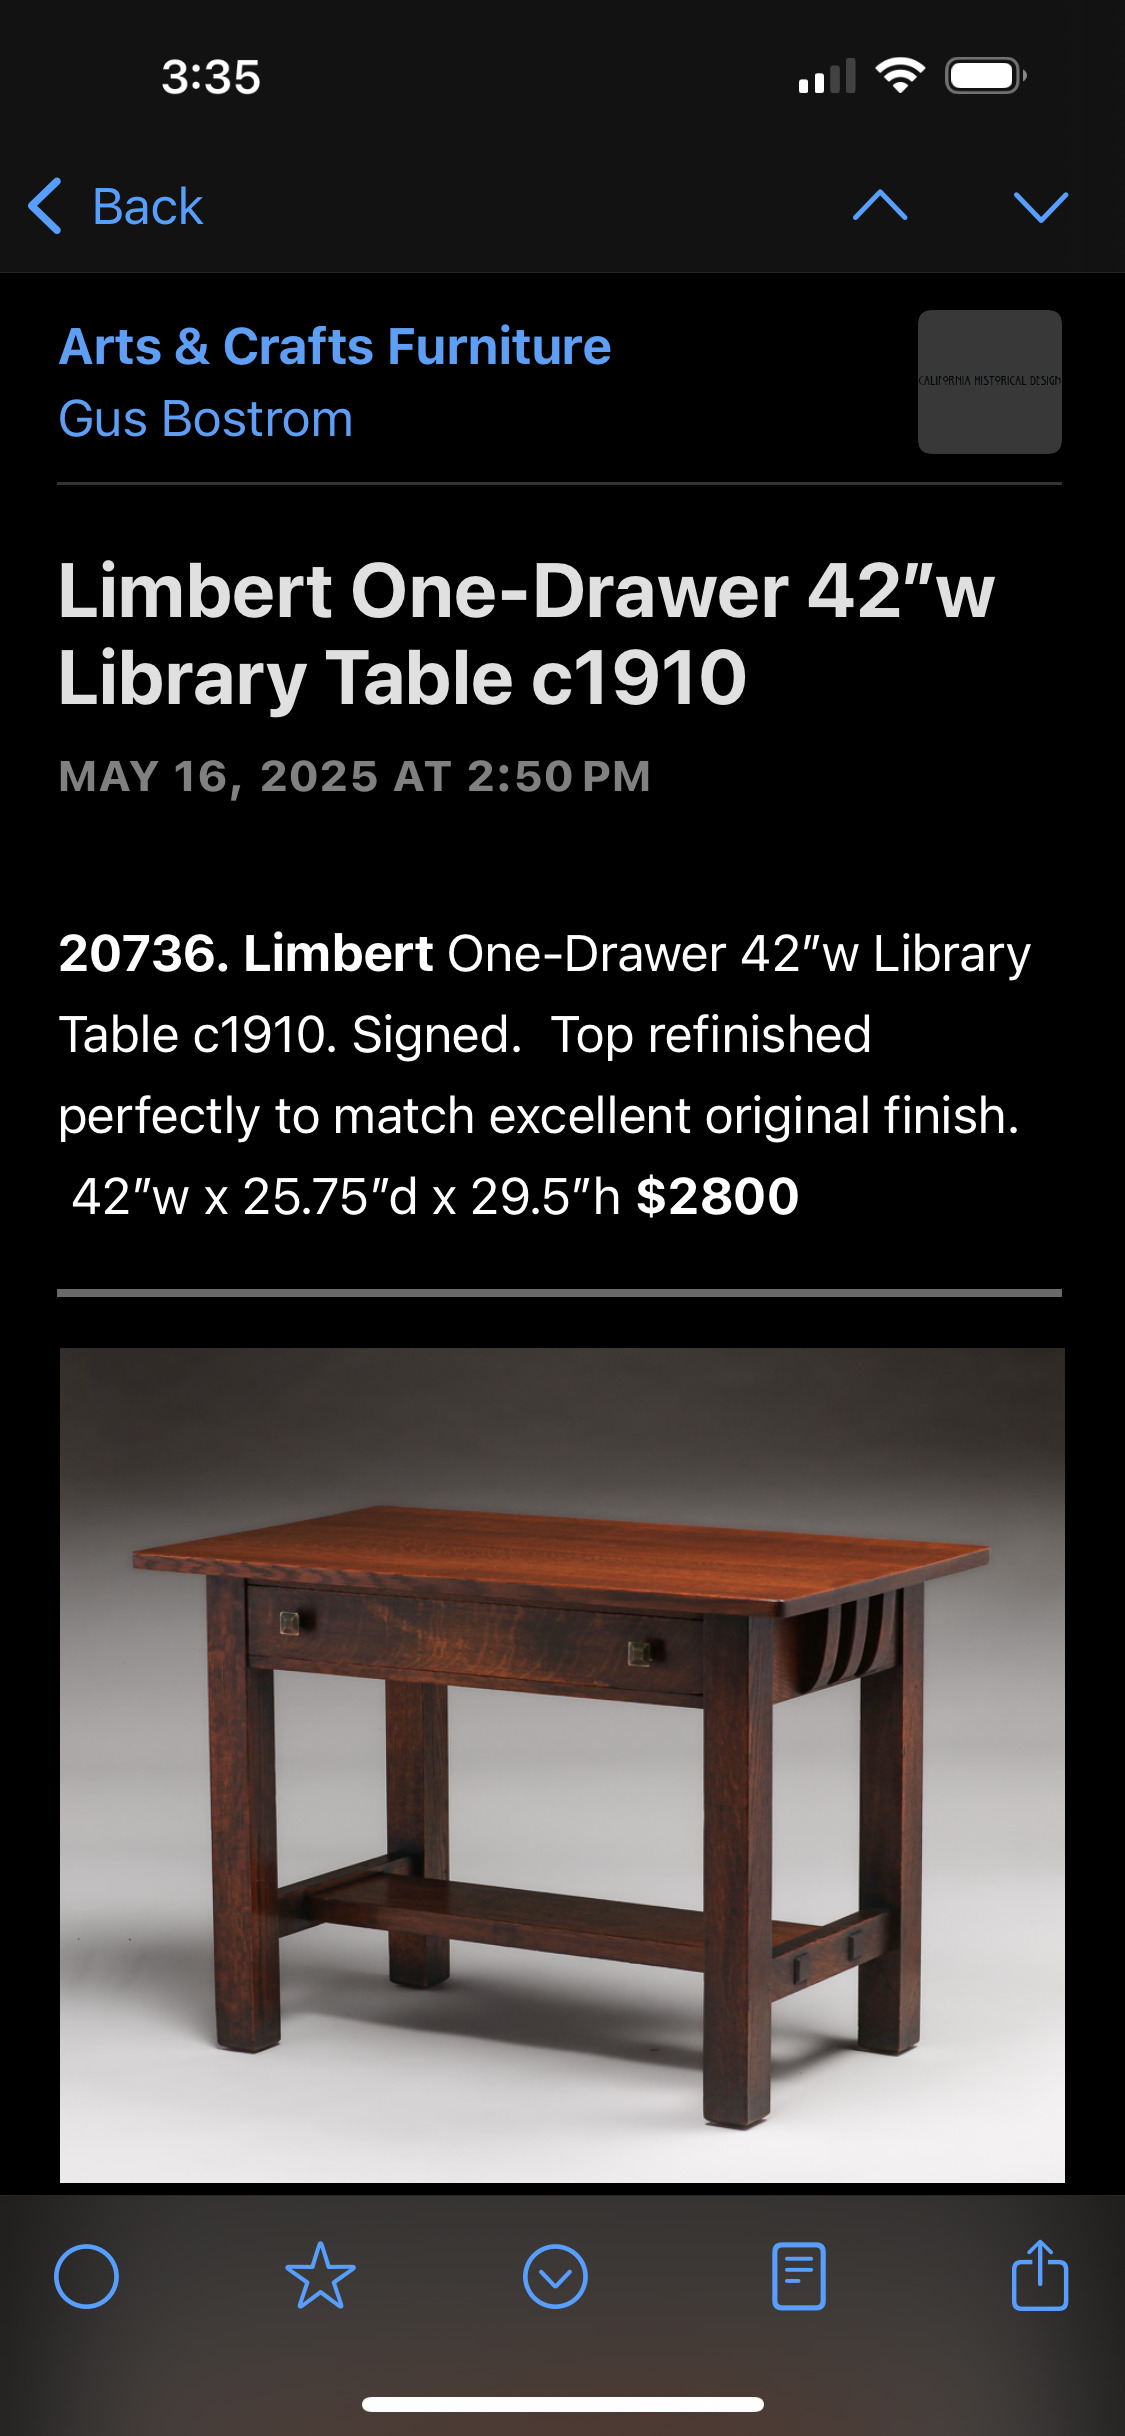 3:35
Back
Arts & Crafts Furniture
Gus Bostrom
CALIFORNIA HISTORICAL DESIGN
Limbert One-Drawer 42”w
Library Table c1910
MAY 16, 2025 AT 2:50 PM
20736. Limbert One-Drawer 42”w Library
Table c1910. Signed.  Top refinished
perfectly to match excellent original finish.
42”w x 25.75”d x 29.5”h $2800